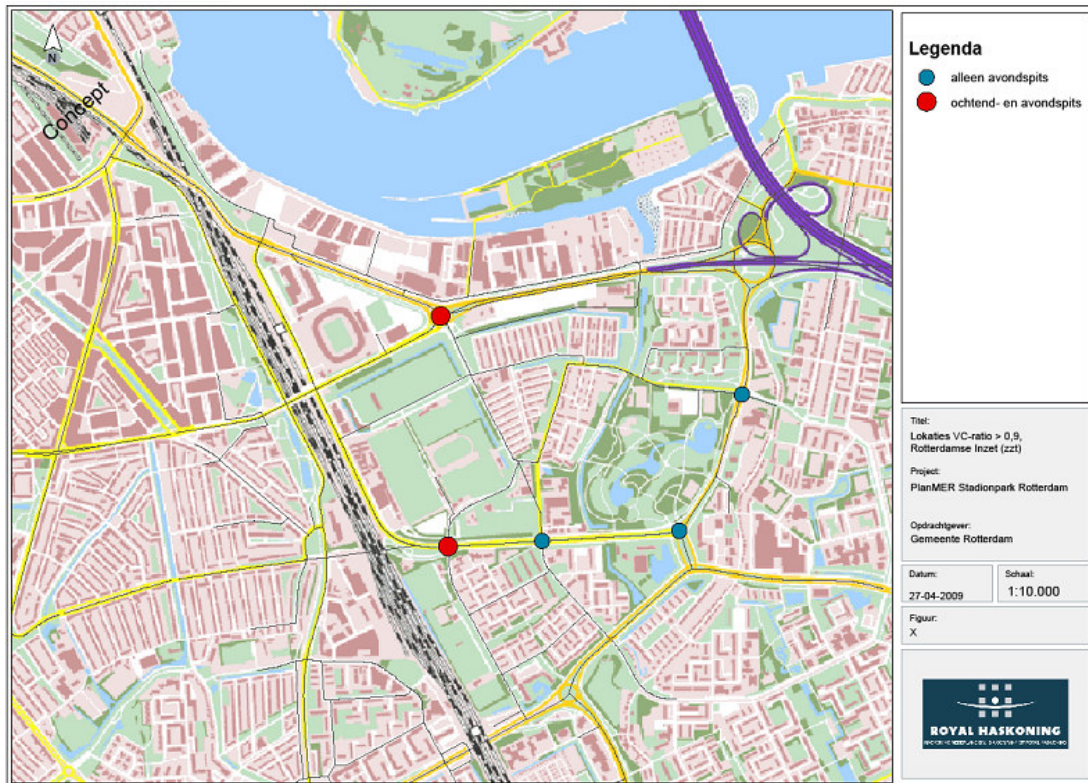 N
Concept
Legenda
alleen avondspits
ochtend- en avondspits
Titel:
Lokaties VC-ratio > 0,9,
Rotterdamse Inzet (zzt)
Project:
PlanMER Stadionpark Rotterdam
Opdrachtgever:
Gemeente Rotterdam
Datum:
27-04-2009
Schaal:
1:10.000
Figuur:
X
ROYAL HASKONING